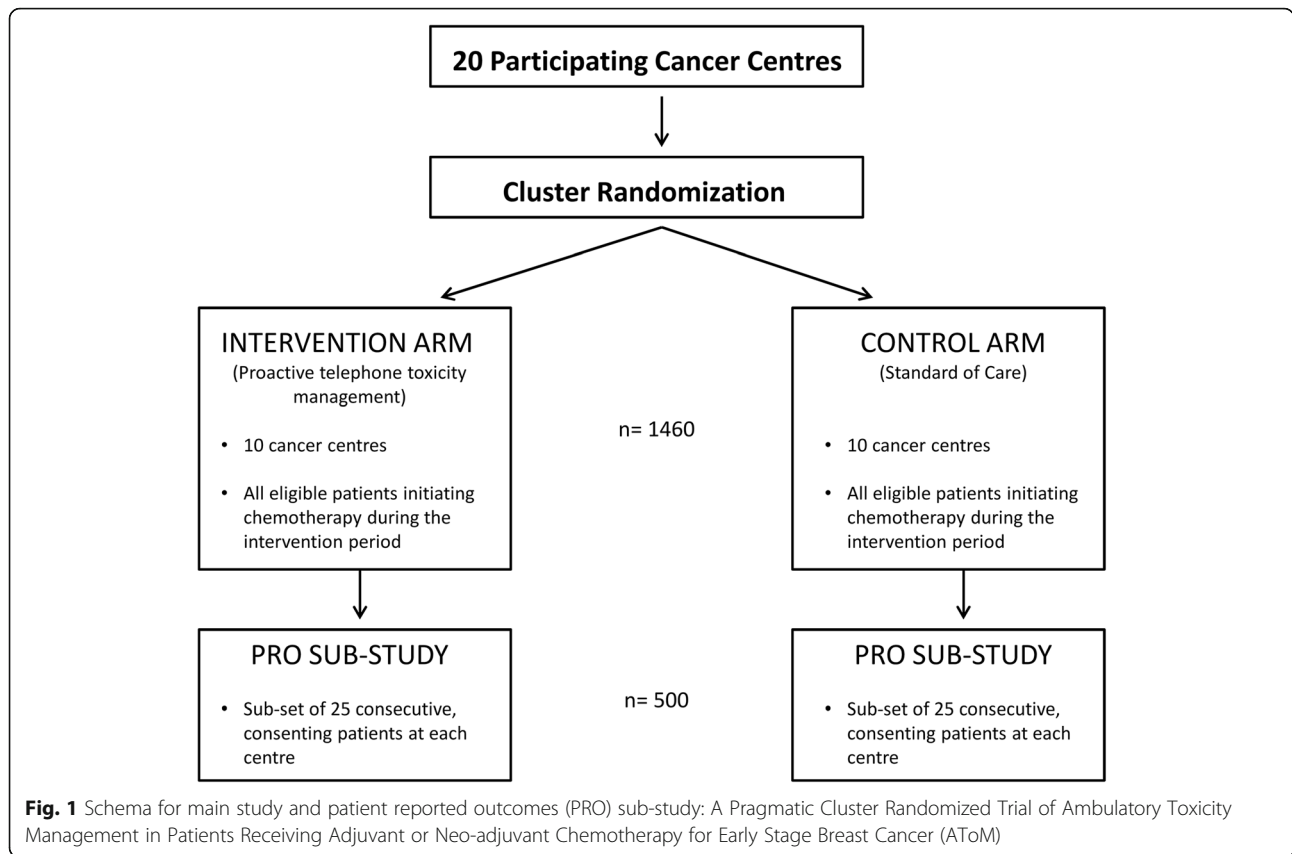 20 Participating Cancer Centres
Cluster Randomization
INTERVENTION ARM
(Proactive telephone toxicity
management)
• 10 cancer centres
• All eligible patients initiating
chemotherapy during the
intervention period
n= 1460
CONTROL ARM
(Standard of Care)
• 10 cancer centres
• All eligible patients initiating
chemotherapy during the
intervention period
PRO SUB-STUDY
• Sub-set of 25 consecutive,
consenting patients at each
centre
n= 500
PRO SUB-STUDY
• Sub-set of 25 consecutive,
consenting patients at each
centre
Fig. 1 Schema for main study and patient reported outcomes (PRO) sub-study: A Pragmatic Cluster Randomized Trial of Ambulatory Toxicity
Management in Patients Receiving Adjuvant or Neo-adjuvant Chemotherapy for Early Stage Breast Cancer (AToM)